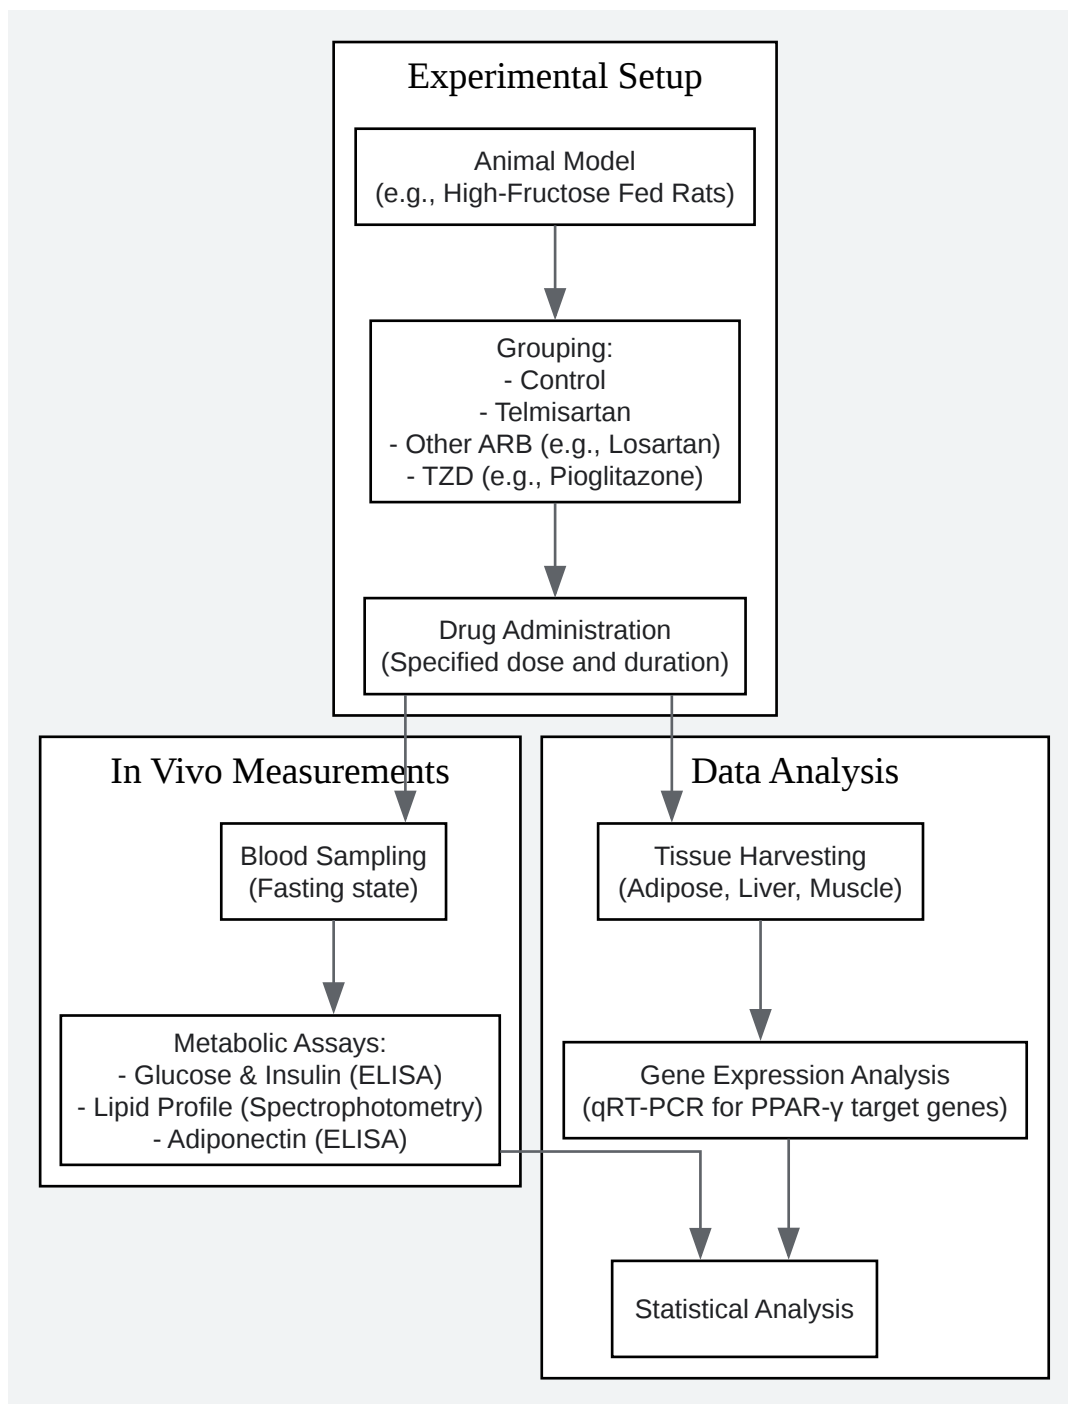 Experimental Setup
Animal Model
(e.g., High-Fructose Fed Rats)
Grouping:
- Control
- Telmisartan
- Other ARB (e.g., Losartan)
- TZD (e.g., Pioglitazone)
Drug Administration
(Specified dose and duration)
In Vivo Measurements
Blood Sampling
(Fasting state)
Metabolic Assays:
- Glucose & Insulin (ELISA)
- Lipid Profile (Spectrophotometry)
- Adiponectin (ELISA)
Data Analysis
Tissue Harvesting
(Adipose, Liver, Muscle)
Gene Expression Analysis
(qRT-PCR for PPAR-γ target genes)
Statistical Analysis